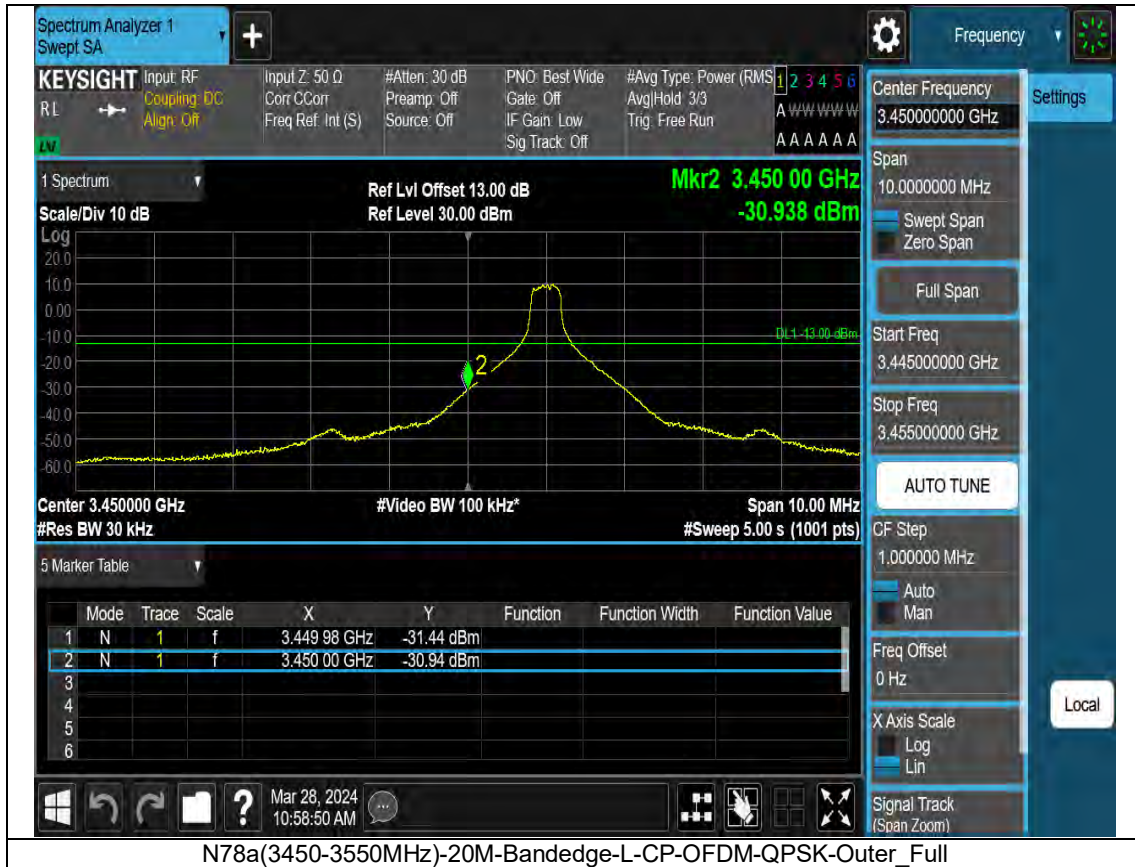 Spectrum Analyzer 1
Swept SA
+
Frequency
KEYSIGHT
RL
Input: RF
Coupling: DC
Align: Off
Input Z: 50 Ω
Corr CCorr
Freq Ref: Int (S)
#Atten: 30 dB
Preamp: Off
Source: Off
PNO: Best Wide
Gate: Off
IF Gain: Low
Sig Track: Off
#Avg Type: Power (RMS
Avg|Hold: 3/3
Trig: Free Run
1 2 3 4 5 6
A W W W W W
A A A A A A
Center Frequency
3.450000000 GHz
Settings
Span
10.0000000 MHz
Swept Span
Zero Span
Full Span
Start Freq
3.445000000 GHz
Stop Freq
3.455000000 GHz
AUTO TUNE
CF Step
1.000000 MHz
Auto
Man
Freq Offset
0 Hz
X Axis Scale
Log
Lin
Signal Track
(Span Zoom)
Local
1 Spectrum
Scale/Div 10 dB
Ref Lvl Offset 13.00 dB
Ref Level 30.00 dBm
Mkr2 3.450 00 GHz
-30.938 dBm
Log
20.0
10.0
0.00
-10.0
-20.0
-30.0
-40.0
-50.0
-60.0
DL1 -13.00 dBm
2
Center 3.450000 GHz
#Res BW 30 kHz
#Video BW 100 kHz*
Span 10.00 MHz
#Sweep 5.00 s (1001 pts)
5 Marker Table
Mode Trace Scale X Y Function Function Width Function Value
1 N 1 f 3.449 98 GHz -31.44 dBm
2 N 1 f 3.450 00 GHz -30.94 dBm
3
4
5
6
?
Mar 28, 2024
10:58:50 AM
N78a(3450-3550MHz)-20M-Bandedge-L-CP-OFDM-QPSK-Outer_Full